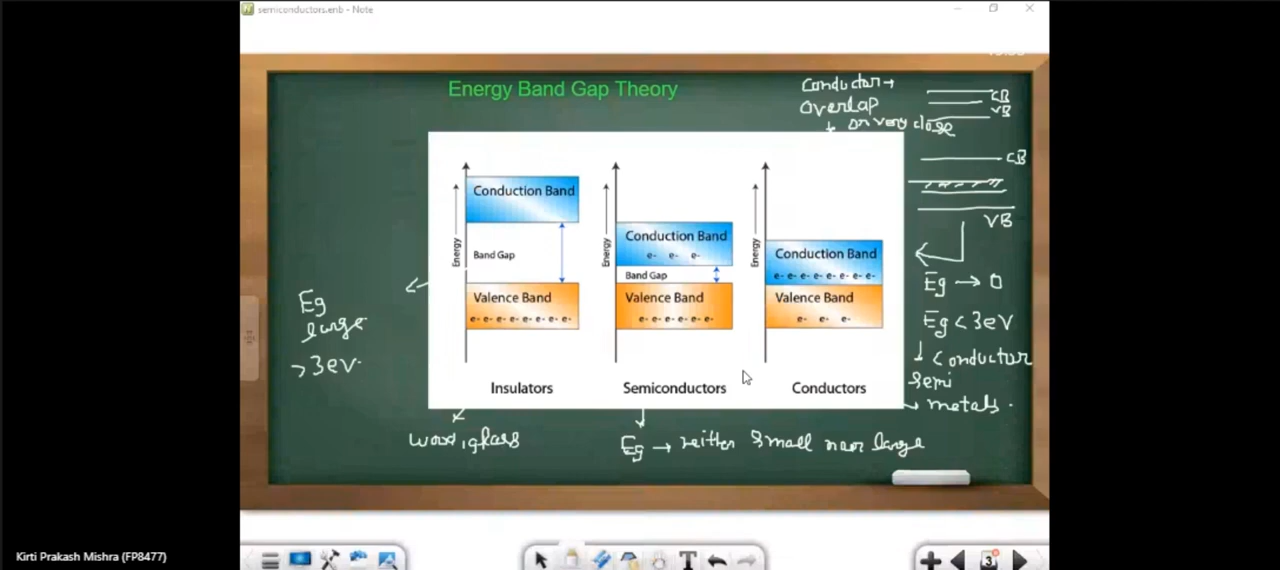 semiconductors.enb - Note
Energy Band Gap Theory
Conductor →
overlap
↓ or very close
CB
VB
CB
VB
Conduction Band
Energy
Band Gap
Valence Band
e- e- e- e- e- e- e-
Insulators
Conduction Band
e- e- e-
Energy
Band Gap
Valence Band
e- e- e- e- e- e-
Semiconductors
Energy
Conduction Band
e- e- e- e- e- e- e-
Valence Band
e- e- e-
Conductors
Eg
large
>3ev.
Eg → 0
Eg < 3eV
↓ Conductor
Semi
→ metals.
glass
Eg → neither small nor large
T
3
Kirti Prakash Mishra (FP8477)